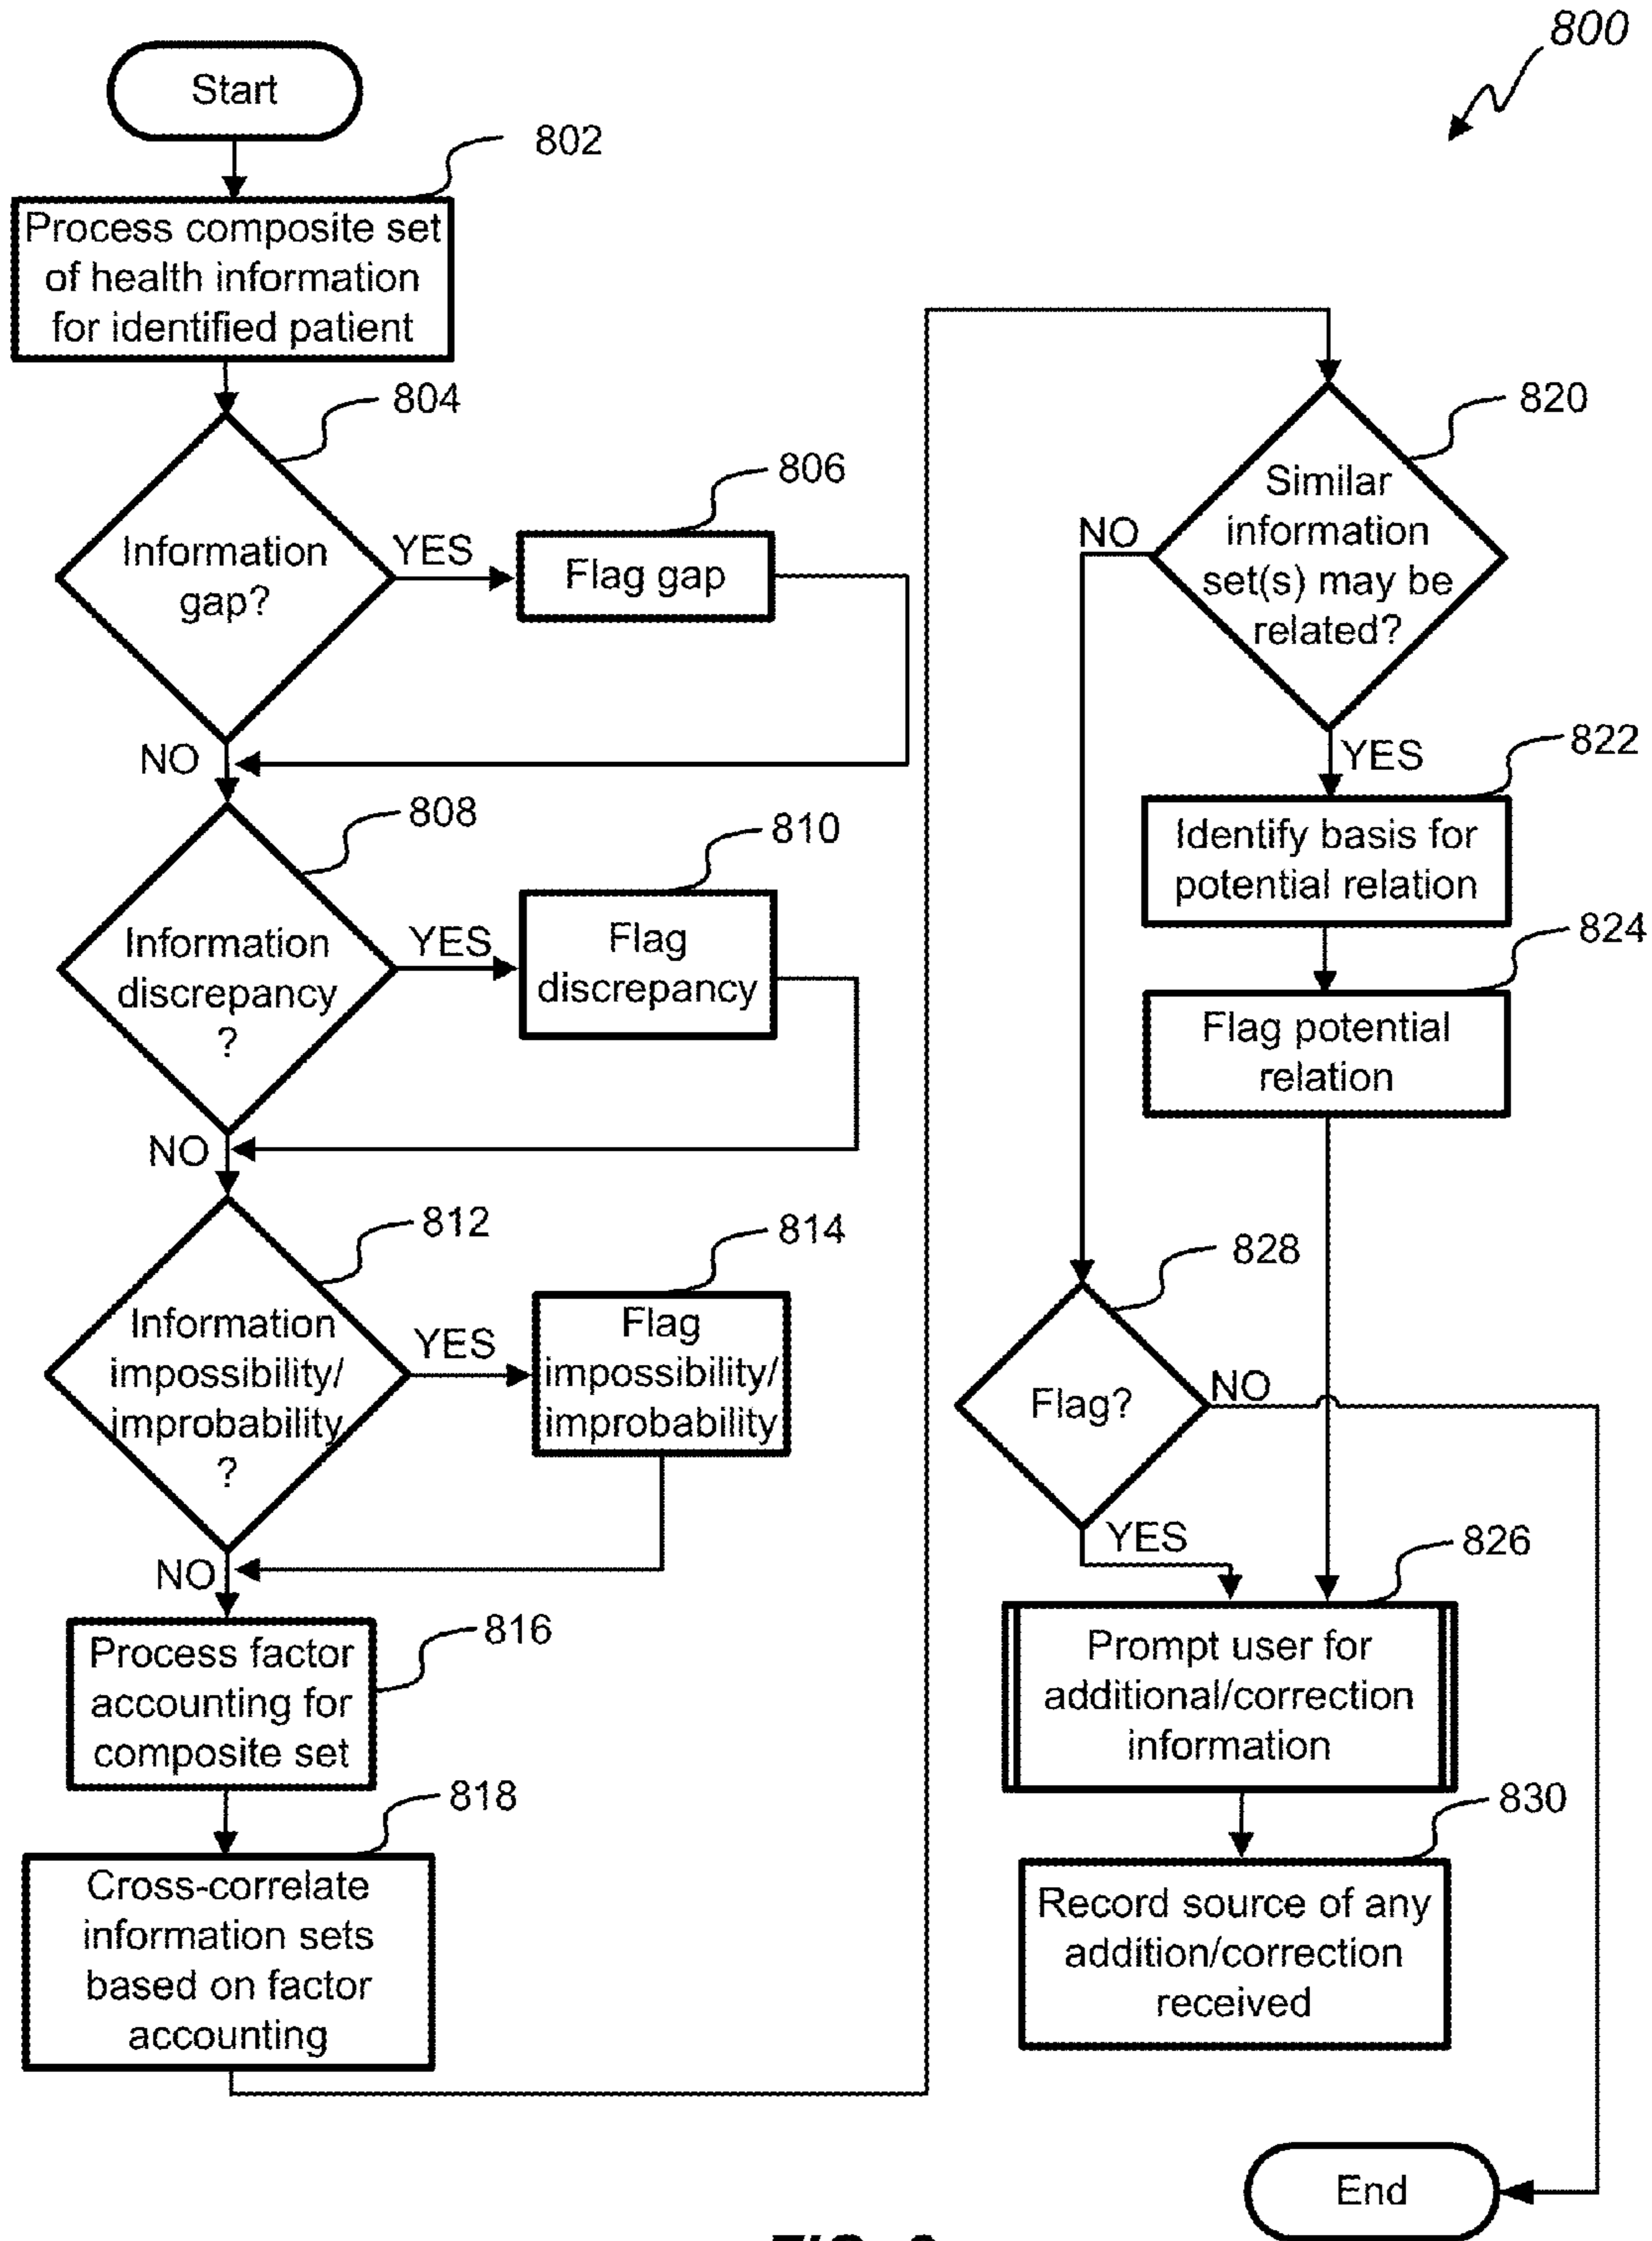 800
Start
802
Process composite set
of health information
for identified patient
804
Information
gap?
YES
806
Flag gap
NO
808
Information
discrepancy
?
YES
810
Flag
discrepancy
NO
812
Information
impossibility/
improbability
?
YES
814
Flag
impossibility/
improbability
NO
816
Process factor
accounting for
composite set
818
Cross-correlate
information sets
based on factor
accounting
820
Similar
information
set(s) may be
related?
NO
YES
822
Identify basis for
potential relation
824
Flag potential
relation
828
Flag?
NO
YES
826
Prompt user for
additional/correction
information
830
Record source of any
addition/correction
received
End